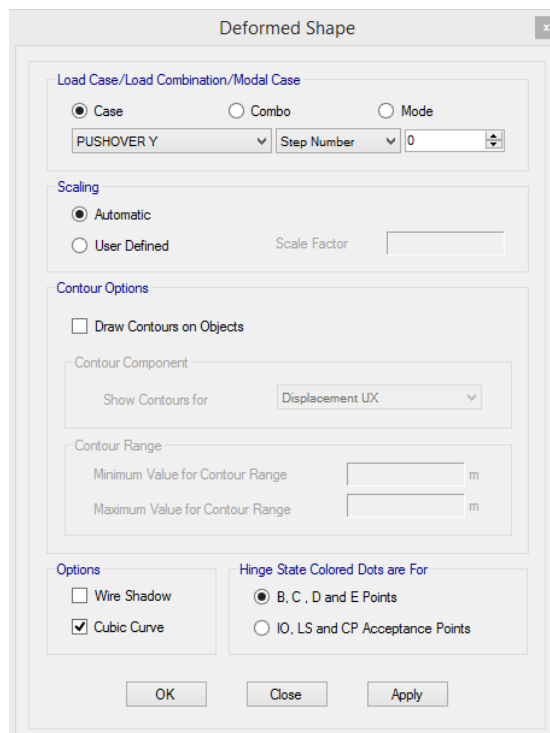 Deformed Shape
x
Load Case/Load Combination/Modal Case
Case Combo Mode
PUSHOVER Y Step Number 0
Scaling
Automatic
User Defined Scale Factor
Contour Options
Draw Contours on Objects
Contour Component
Show Contours for Displacement UX
Contour Range
Minimum Value for Contour Range m
Maximum Value for Contour Range m
Options
Wire Shadow
Cubic Curve
Hinge State Colored Dots are For
B, C , D and E Points
IO, LS and CP Acceptance Points
OK Close Apply